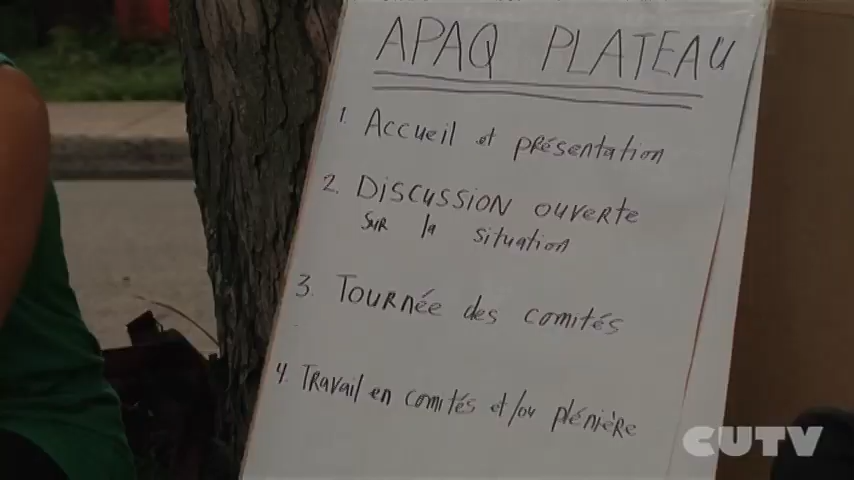 APAQ PLATEAU
1. Accueil et présentation
2. Discussion ouverte
sur la situation
3. Tournée des comités
4. Travail en comités et/ou plénière
CUTV